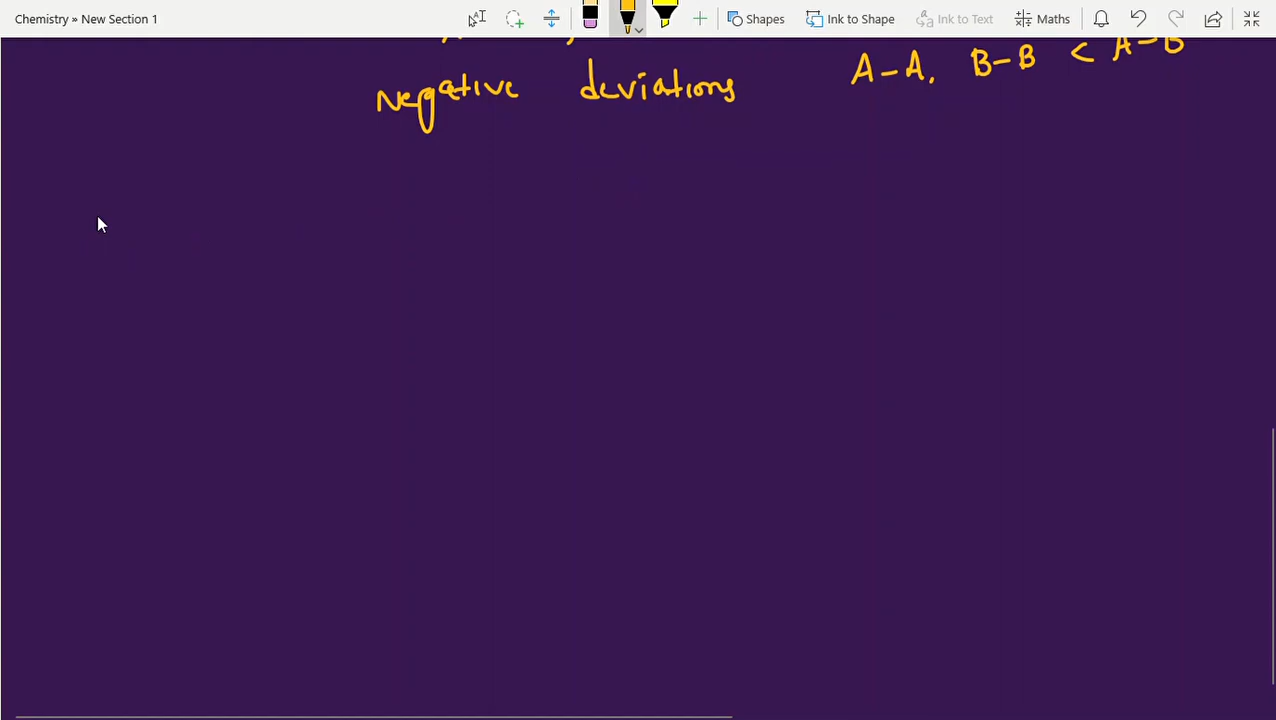 Chemistry » New Section 1
Shapes
Ink to Shape
Ink to Text
Maths
negative deviations
A-A, B-B < A-B